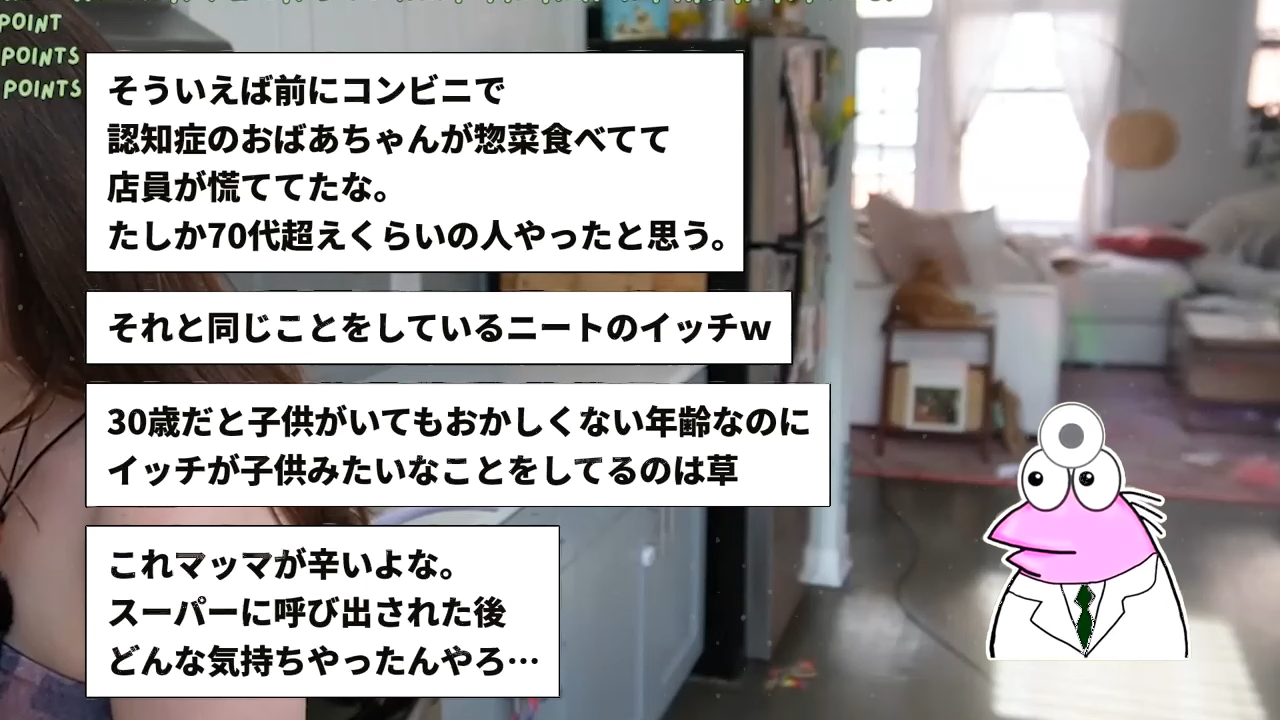 POINT
POINTS
POINTS
そういえば前にコンビニで
認知症のおばあちゃんが惣菜食べてて
店員が慌ててたな。
たしか70代超えくらいの人やったと思う。
それと同じことをしているニートのイッチw
30歳だと子供がいてもおかしくない年齢なのに
イッチが子供みたいなことをしてるのは草
これマッマが辛いよな。
スーパーに呼び出された後
どんな気持ちやったんやろ…